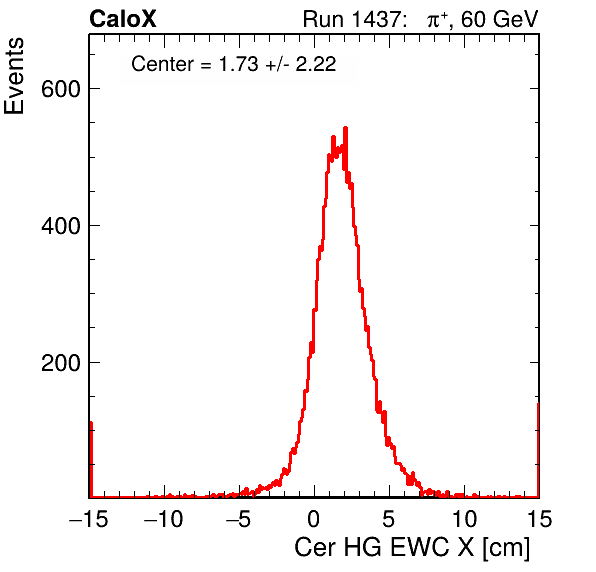 CaloX
Run 1437: π⁺, 60 GeV
Events
Center = 1.73 +/- 2.22
600
400
200
−15 −10 −5 0 5 10 15
Cer HG EWC X [cm]